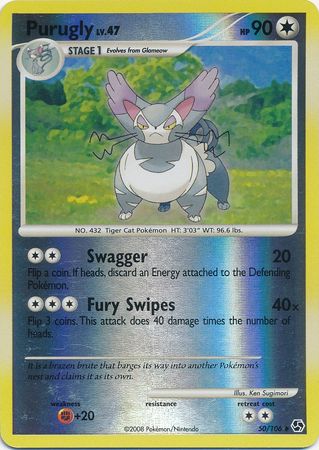 Purugly LV.47 HP 90
STAGE 1 Evolves from Glameow
NO. 432 Tiger Cat Pokémon HT: 3'03" WT: 96.6 lbs.
Swagger 20
Flip a coin. If heads, discard an Energy attached to the Defending
Pokémon.
Fury Swipes 40x
Flip 3 coins. This attack does 40 damage times the number of
heads.
It is a brazen brute that barges its way into another Pokémon's
nest and claims it as its own.
Illus. Ken Sugimori
weakness resistance retreat cost
+20
©2008 Pokémon/Nintendo 50/106